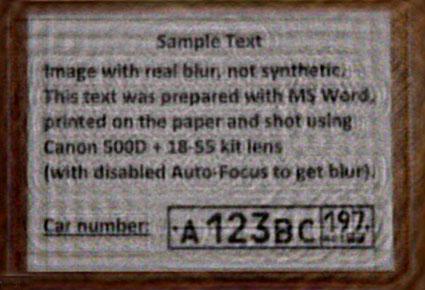 Sample Text
Image with real blur, not synthetic.
This text was prepared with MS Word,
printed on the paper and shot using
Canon 500D + 18-55 kit lens
(with disabled Auto-Focus to get blur).
Car number: A123BC 197